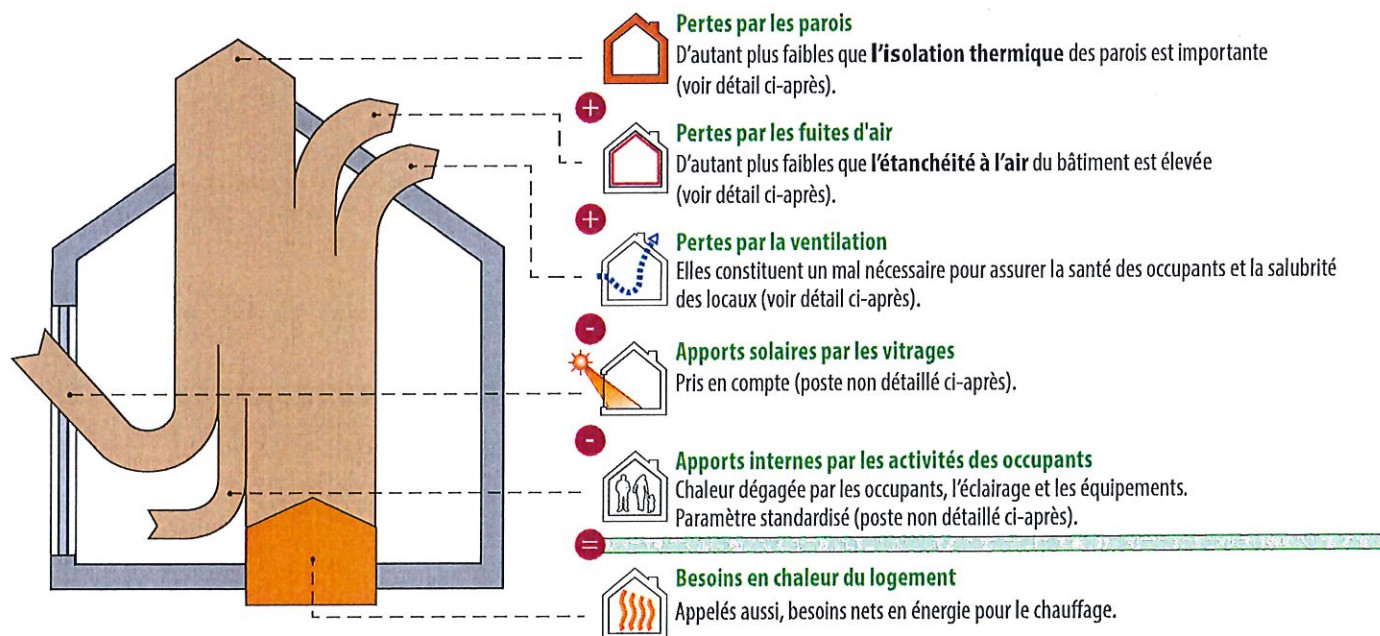 Pertes par les parois
D'autant plus faibles que l'isolation thermique des parois est importante
(voir détail ci-après).
+
Pertes par les fuites d'air
D'autant plus faibles que l'étanchéité à l'air du bâtiment est élevée
(voir détail ci-après).
+
Pertes par la ventilation
Elles constituent un mal nécessaire pour assurer la santé des occupants et la salubrité
des locaux (voir détail ci-après).
-
Apports solaires par les vitrages
Pris en compte (poste non détaillé ci-après).
-
Apports internes par les activités des occupants
Chaleur dégagée par les occupants, l'éclairage et les équipements.
Paramètre standardisé (poste non détaillé ci-après).
=
Besoins en chaleur du logement
Appelés aussi, besoins nets en énergie pour le chauffage.